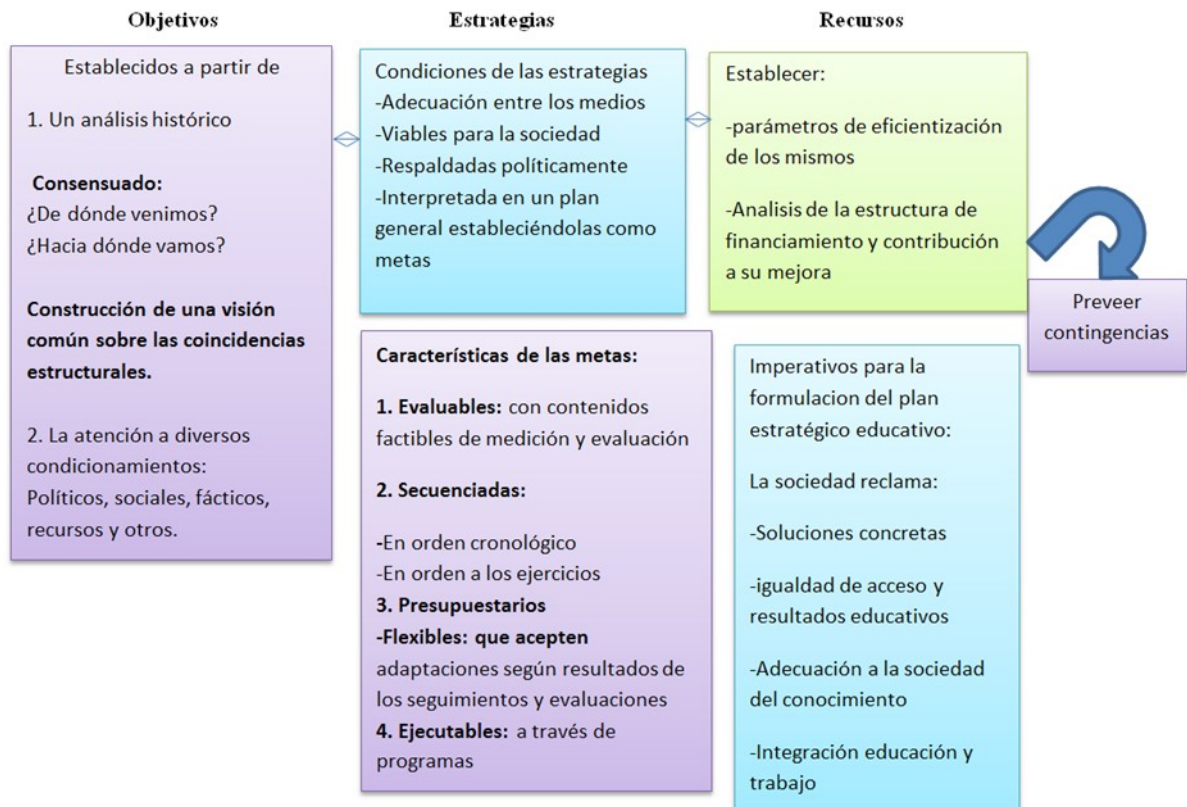 Objetivos
Estrategias
Recursos
Establecidos a partir de
1. Un análisis histórico
Consensuado:
¿De dónde venimos?
¿Hacia dónde vamos?
Construcción de una visión
común sobre las coincidencias
estructurales.
2. La atención a diversos
condicionamientos:
Políticos, sociales, fácticos,
recursos y otros.
Condiciones de las estrategias
-Adecuación entre los medios
-Viables para la sociedad
-Respaldadas políticamente
-Interpretada en un plan
general estableciéndolas como
metas
Establecer:
-parámetros de eficientización
de los mismos
-Analisis de la estructura de
financiamiento y contribución
a su mejora
Preveer
contingencias
Características de las metas:
1. Evaluables: con contenidos
factibles de medición y evaluación
2. Secuenciadas:
-En orden cronológico
-En orden a los ejercicios
3. Presupuestarios
-Flexibles: que acepten
adaptaciones según resultados de
los seguimientos y evaluaciones
4. Ejecutables: a través de
programas
Imperativos para la
formulacion del plan
estratégico educativo:
La sociedad reclama:
-Soluciones concretas
-igualdad de acceso y
resultados educativos
-Adecuación a la sociedad
del conocimiento
-Integración educación y
trabajo